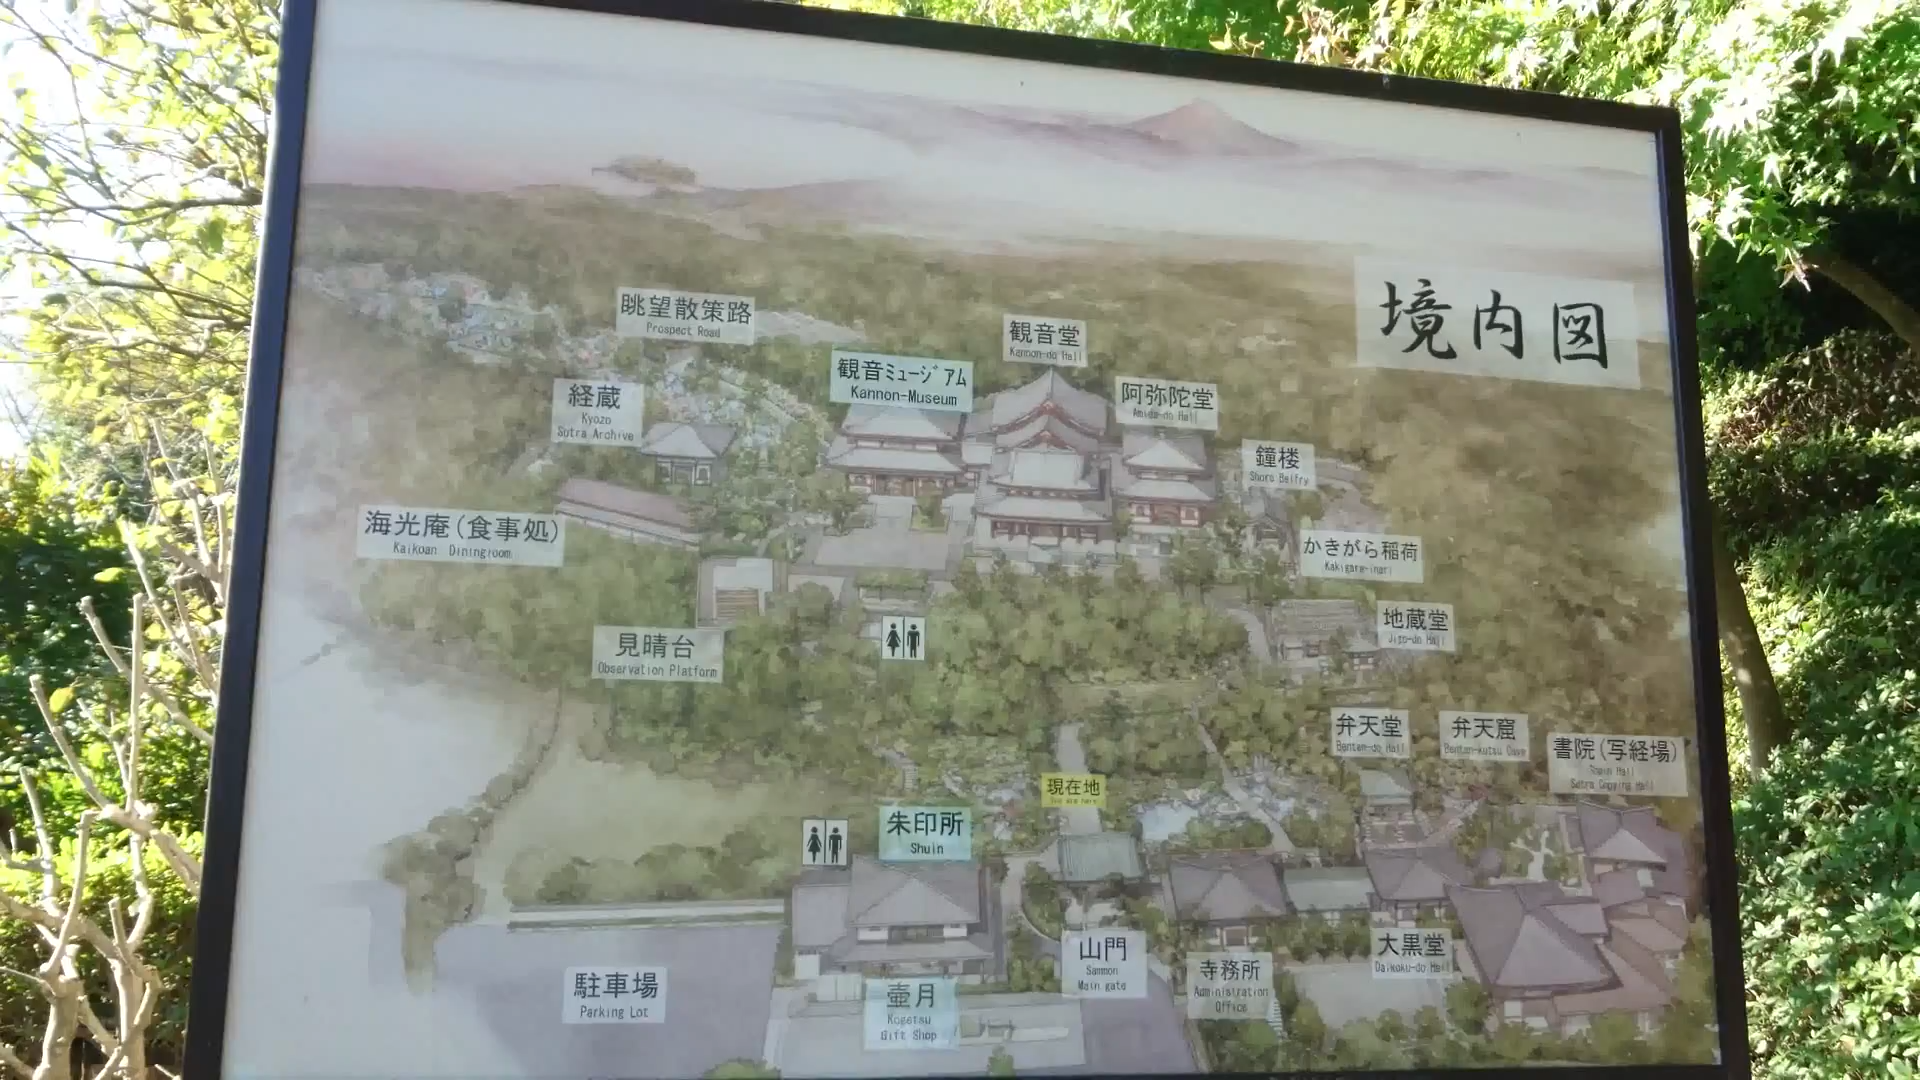 境内図
眺望散策路
Prospect Road
観音堂
Kannon-do Hall
観音ミュージアム
Kannon-Museum
経蔵
Kyozo
Sutra Archive
阿弥陀堂
Amida-do Hall
鐘楼
Shoro Belfry
海光庵(食事処)
Kaikoan Diningroom
かきがら稲荷
Kakigara-inari
地蔵堂
Jizo-do Hall
見晴台
Observation Platform
弁天堂
Benten-do Hall
弁天窟
Benten-kutsu Cave
書院(写経場)
Shoin Hall
Sutra Copying Hall
現在地
You are here
朱印所
Shuin
山門
Sammon
Main gate
大黒堂
Daikoku-do Hall
寺務所
Administration
Office
駐車場
Parking Lot
壷月
Kogetsu
Gift Shop